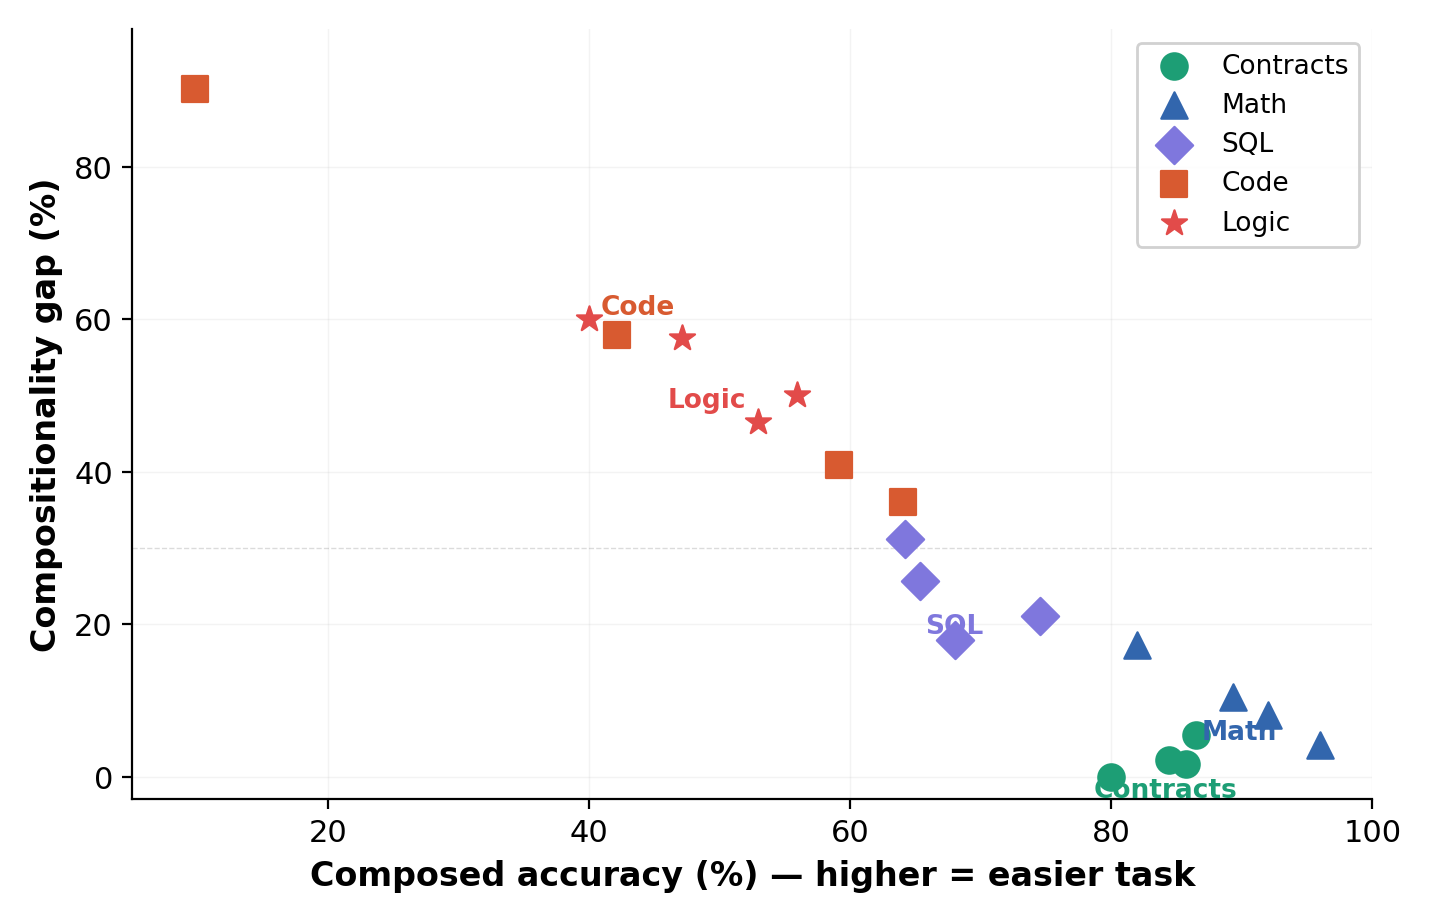 Contracts
Math
SQL
Code
Logic
80
60
40
20
0
Compositionality gap (%)
Code
Logic
SQL
Math
Contracts
20
40
60
80
100
Composed accuracy (%) — higher = easier task